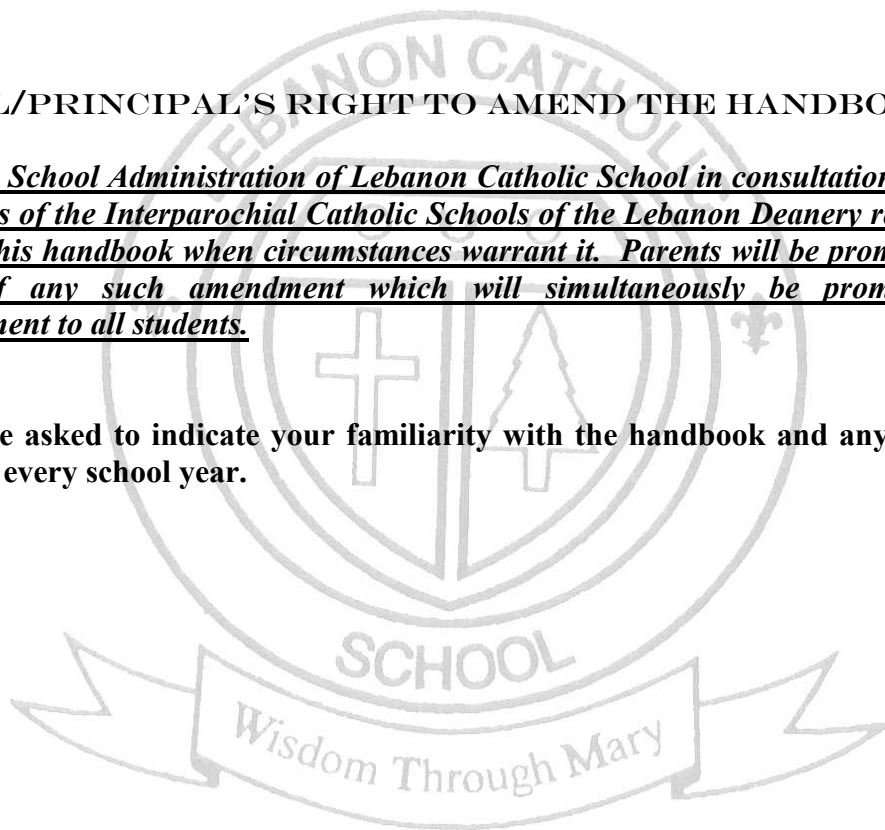 LEBANON CATHOLIC
L/PRINCIPAL'S RIGHT TO AMEND THE HANDBO
School Administration of Lebanon Catholic School in consultation
s of the Interparochial Catholic Schools of the Lebanon Deanery r
his handbook when circumstances warrant it. Parents will be prom
f any such amendment which will simultaneously be prom
ment to all students.
e asked to indicate your familiarity with the handbook and any
every school year.
SCHOOL
Wisdom Through Mary